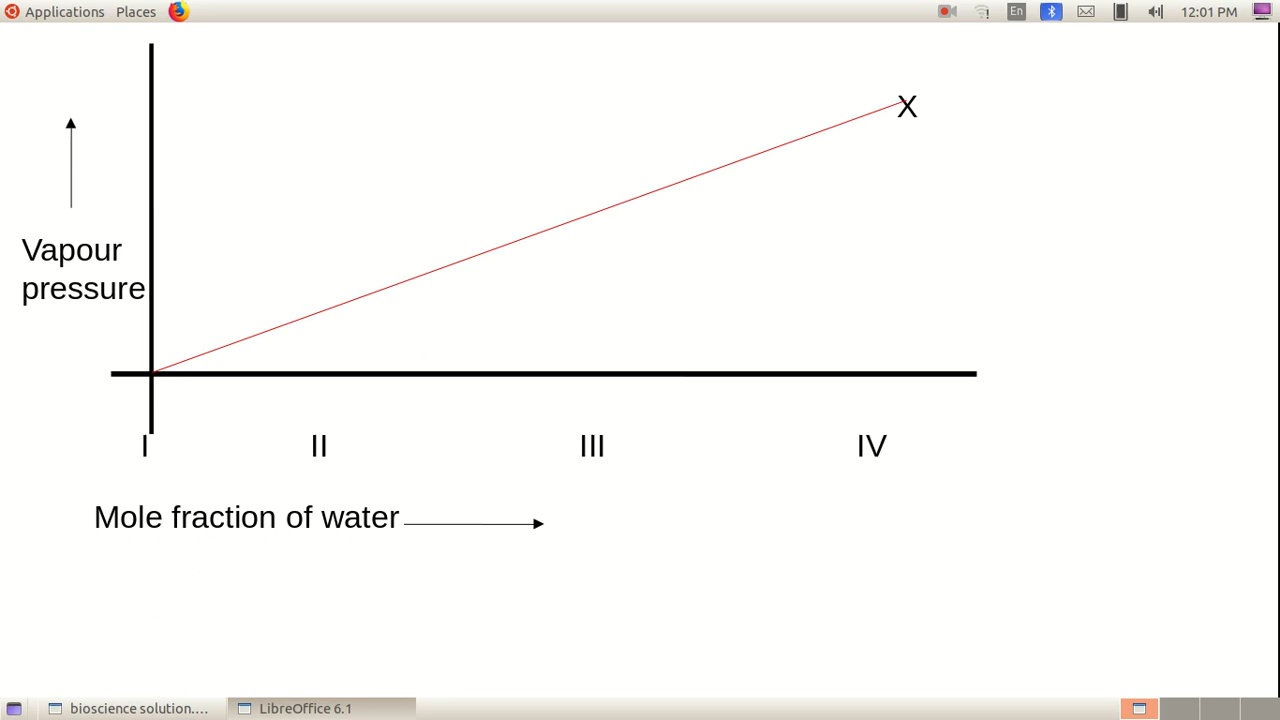 Applications Places
En
12:01 PM
X
Vapour
pressure
I II III IV
Mole fraction of water
bioscience solution.... LibreOffice 6.1